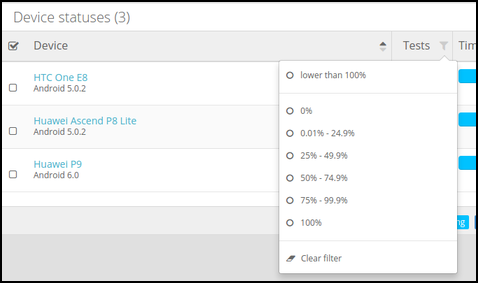 Device statuses (3)
Device Tests Tim
lower than 100%
HTC One E8
Android 5.0.2
0%
Huawei Ascend P8 Lite
0.01% - 24.9%
Android 5.0.2
25% - 49.9%
Huawei P9
Android 6.0
50% - 74.9%
75% - 99.9%
100%
ng
Clear filter